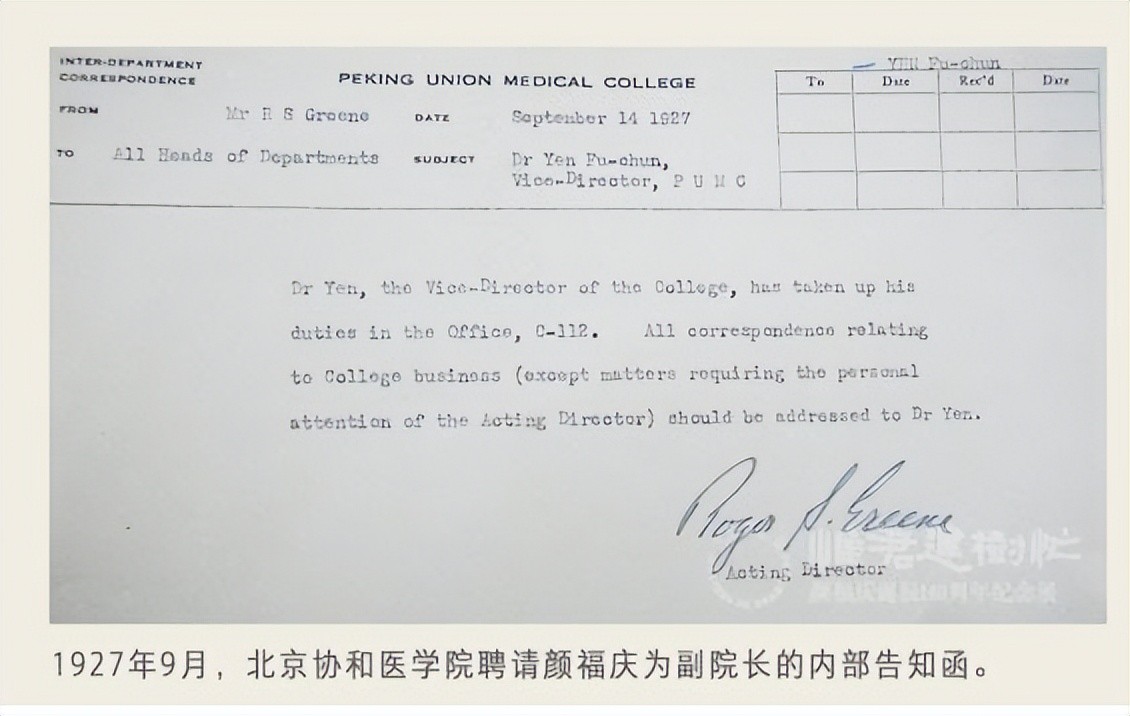 INTER-DEPARTMENT
CORRESPONDENCE
PEKING UNION MEDICAL COLLEGE
YEN Fu-chun
To Date Rec'd Date
FROM Mr R S Greene DATE September 14 1927
TO All Heads of Departments SUBJECT Dr Yen Fu-chun,
Vice-Director, P U M C
Dr Yen, the Vice-Director of the College, has taken up his
duties in the Office, C-112. All correspondence relating
to College business (except matters requiring the personal
attention of the Acting Director) should be addressed to Dr Yen.
Roger S. Greene
Acting Director
1927年9月，北京协和医学院聘请颜福庆为副院长的内部告知函。